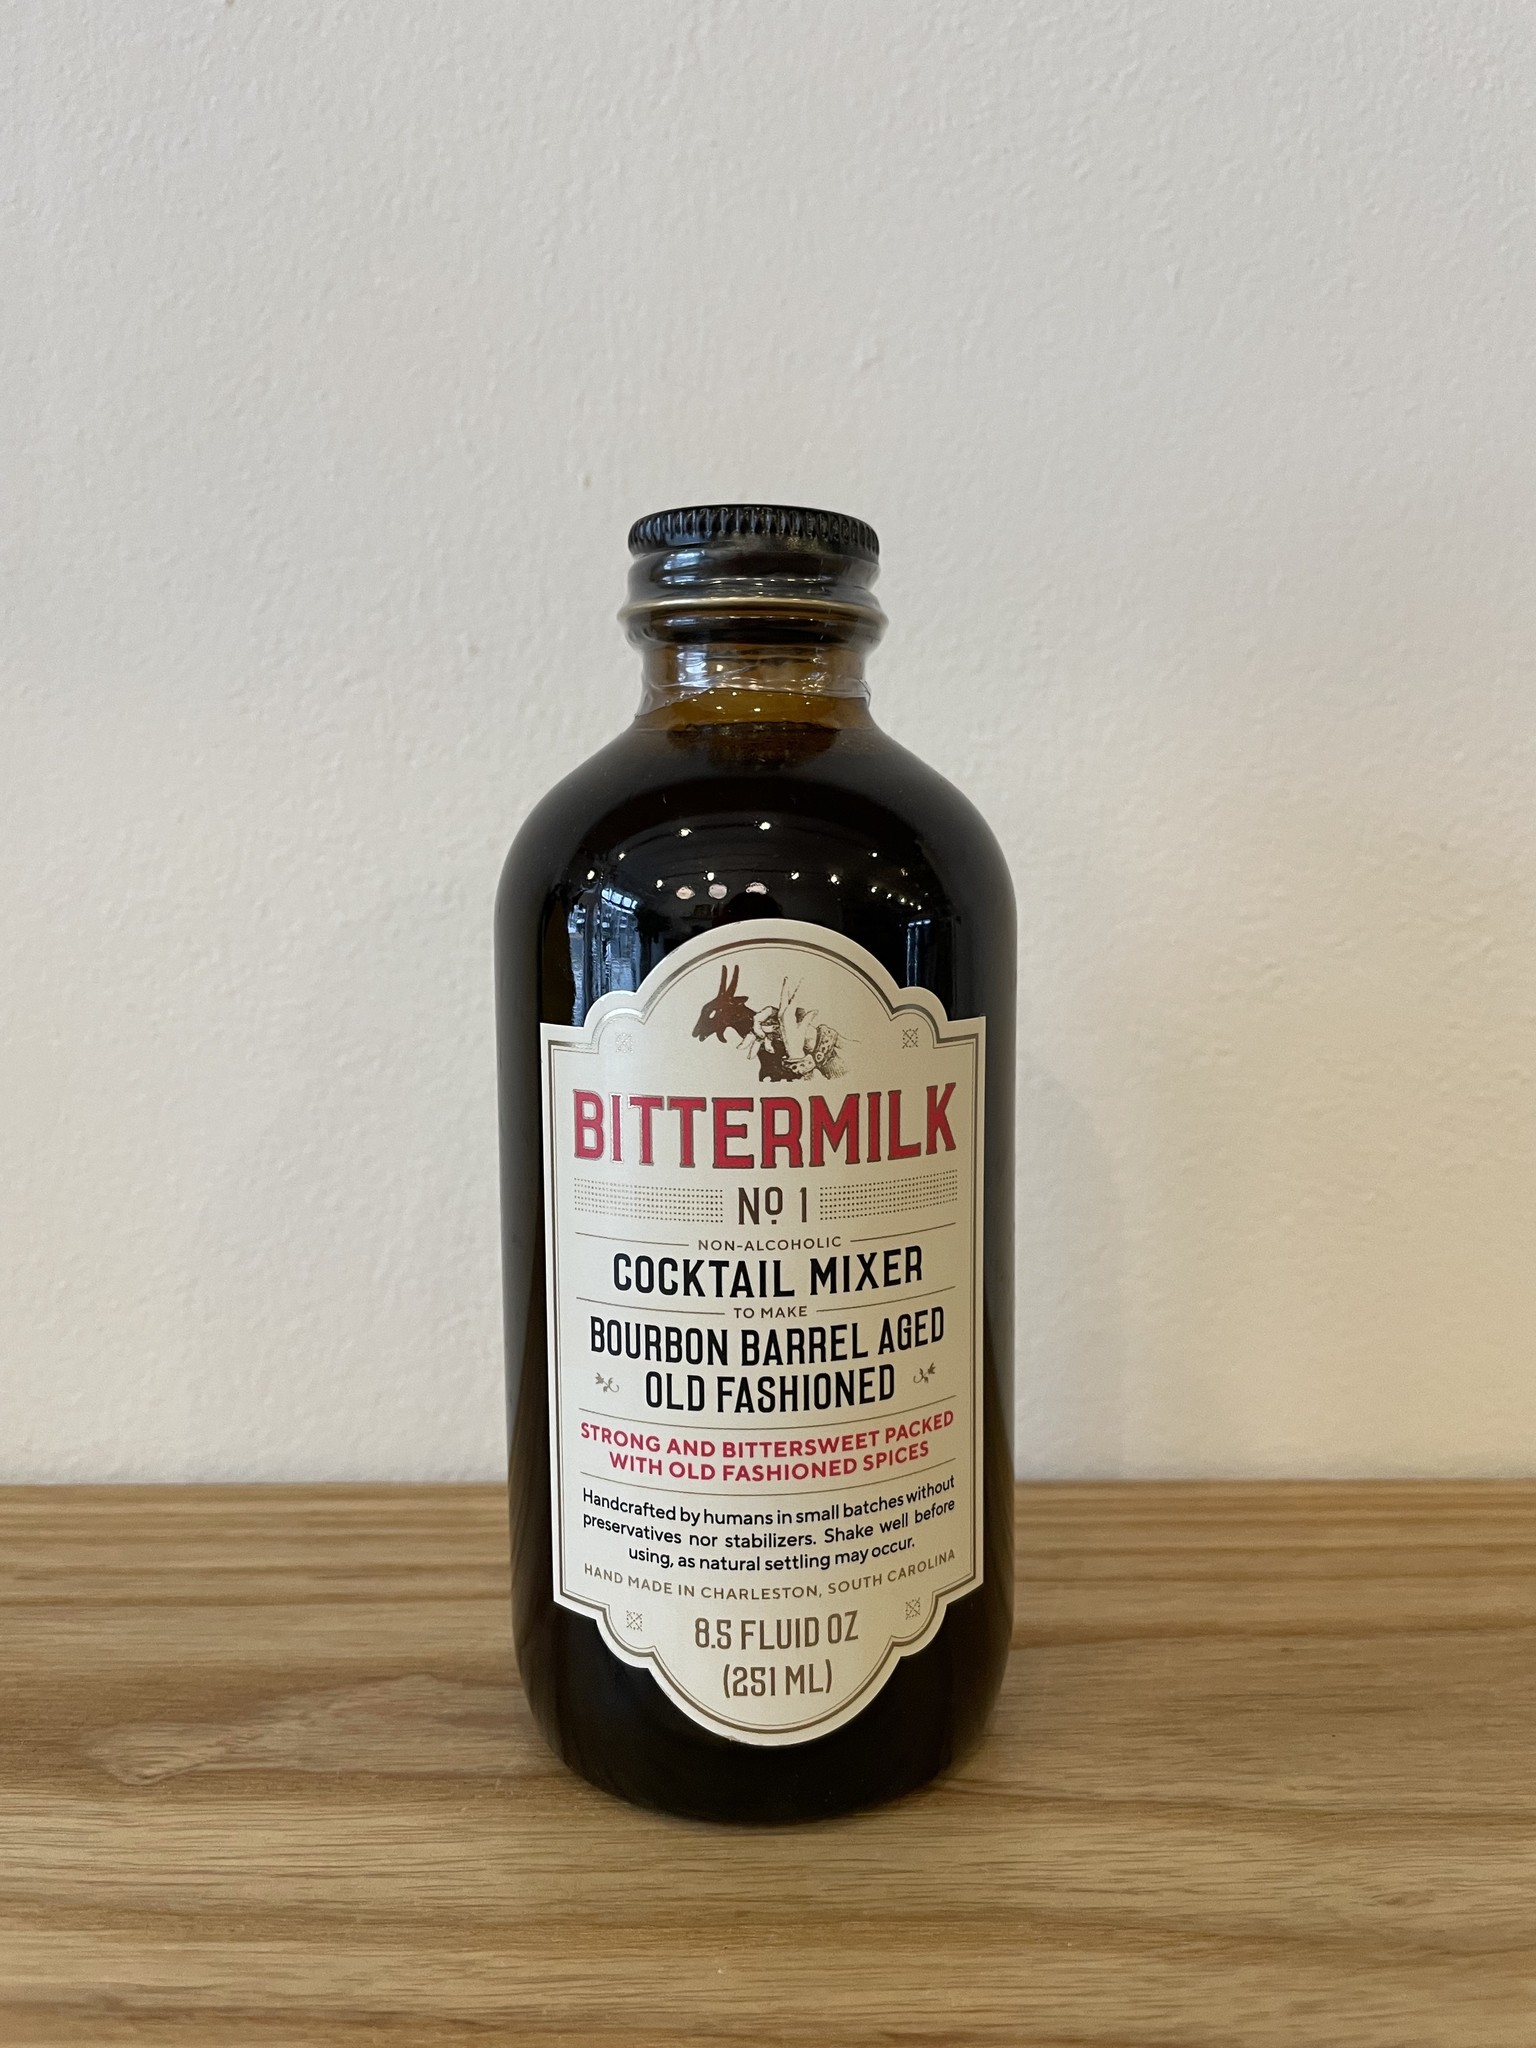 BITTERMILK
Nº 1
NON-ALCOHOLIC
COCKTAIL MIXER
TO MAKE
BOURBON BARREL AGED
OLD FASHIONED
STRONG AND BITTERSWEET PACKED
WITH OLD FASHIONED SPICES
Handcrafted by humans in small batches without
preservatives nor stabilizers. Shake well before
using, as natural settling may occur.
HAND MADE IN CHARLESTON, SOUTH CAROLINA
8.5 FLUID OZ
(251 ML)